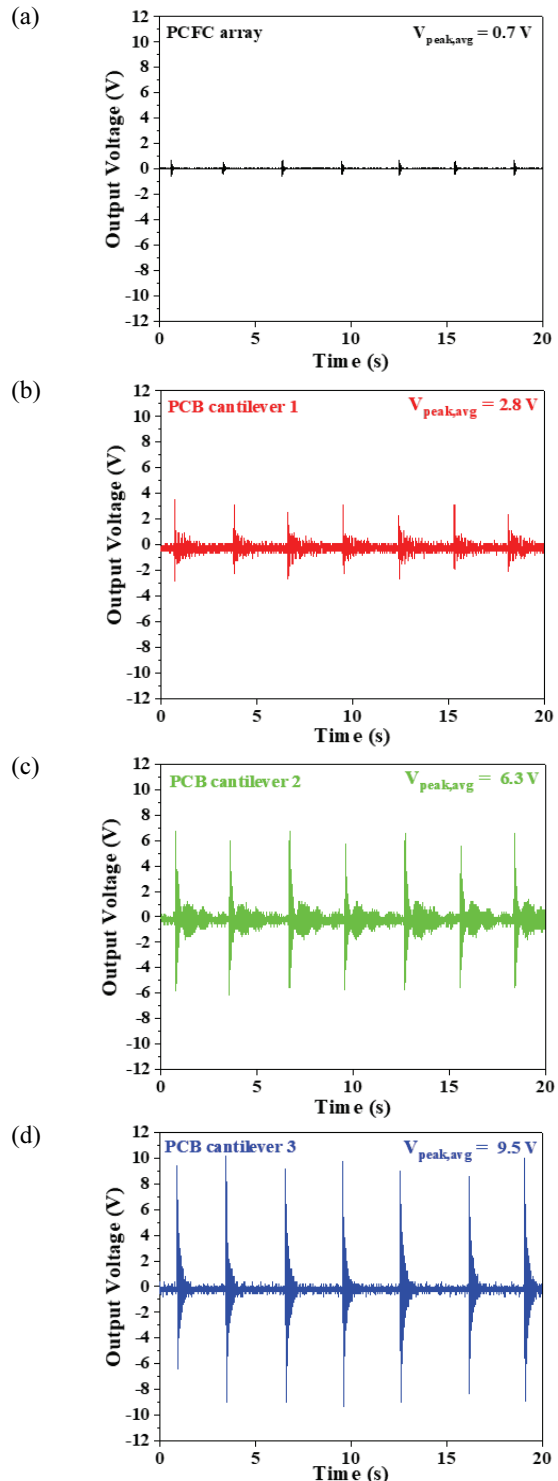 (a)
PCFC array V_peak,avg = 0.7 V
Output Voltage (V)
12
10
8
6
4
2
0
-2
-4
-6
-8
-10
-12
0 5 10 15 20
Time (s)
(b)
PCB cantilever 1 V_peak,avg = 2.8 V
Output Voltage (V)
12
10
8
6
4
2
0
-2
-4
-6
-8
-10
-12
0 5 10 15 20
Time (s)
(c)
PCB cantilever 2 V_peak,avg = 6.3 V
Output Voltage (V)
12
10
8
6
4
2
0
-2
-4
-6
-8
-10
-12
0 5 10 15 20
Time (s)
(d)
PCB cantilever 3 V_peak,avg = 9.5 V
Output Voltage (V)
12
10
8
6
4
2
0
-2
-4
-6
-8
-10
-12
0 5 10 15 20
Time (s)